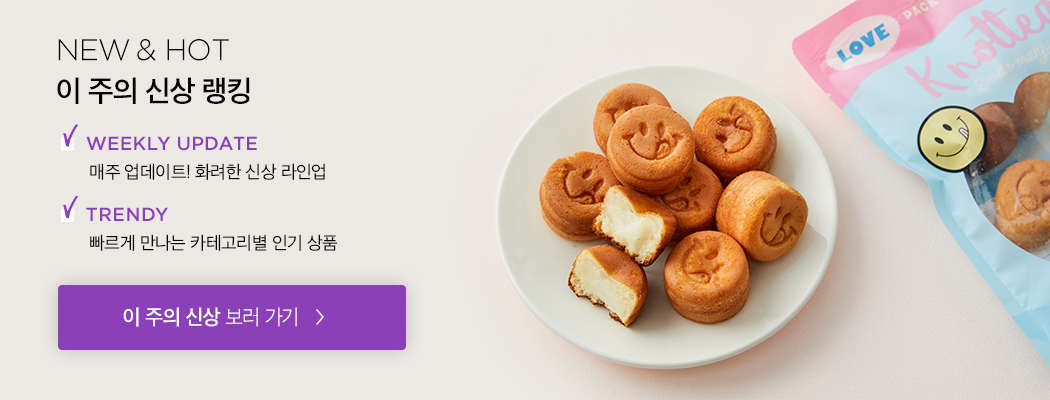 NEW & HOT
이 주의 신상 랭킹
WEEKLY UPDATE
매주 업데이트! 화려한 신상 라인업
TRENDY
빠르게 만나는 카테고리별 인기 상품
이 주의 신상 보러 가기 >
LOVE PACK
Knotted